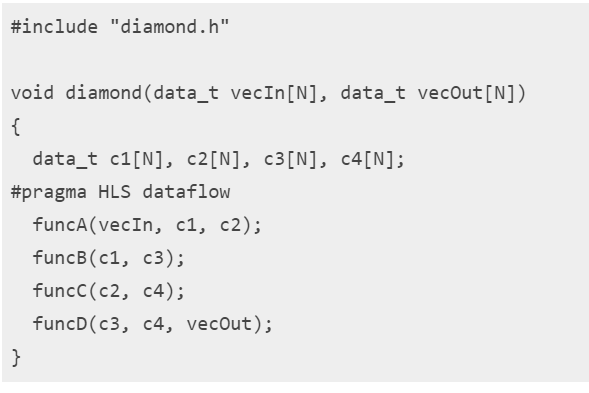 #include "diamond.h"
void diamond(data_t vecIn[N], data_t vecOut[N])
{
  data_t c1[N], c2[N], c3[N], c4[N];
#pragma HLS dataflow
  funcA(vecIn, c1, c2);
  funcB(c1, c3);
  funcC(c2, c4);
  funcD(c3, c4, vecOut);
}